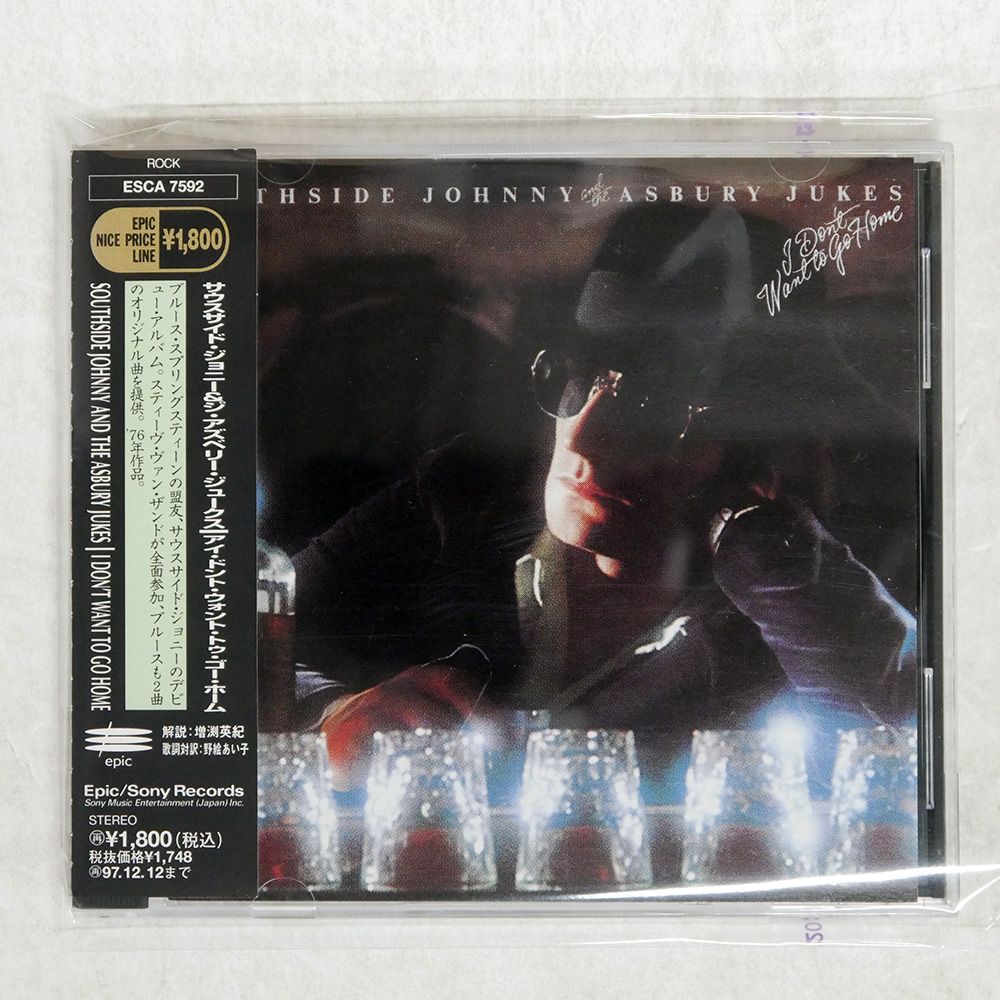 ROCK
ESCA 7592
EPIC
NICE PRICE
LINE
¥1,800
サウスサイド・ジョニー&ジ・アズベリー・ジュークス|アイ・ドント・ウォント・トゥ・ゴー・ホーム
ブルース・スプリングスティーンの盟友、サウスサイド・ジョニーのデビ
ュー・アルバム。スティーヴ・ヴァン・ザンドが全面参加、ブルースも2曲
のオリジナル曲を提供。'76年作品。
SOUTHSIDE JOHNNY AND THE ASBURY JUKES | I DON'T WANT TO GO HOME
epic
解説:増渕英紀
歌詞対訳:野絵あい子
Epic/Sony Records
Sony Music Entertainment (Japan) Inc.
STEREO
再¥1,800(税込)
税抜価格¥1,748
再97.12.12まで
THSIDE JOHNNY and the ASBURY JUKES
I Don't
Want to Go Home